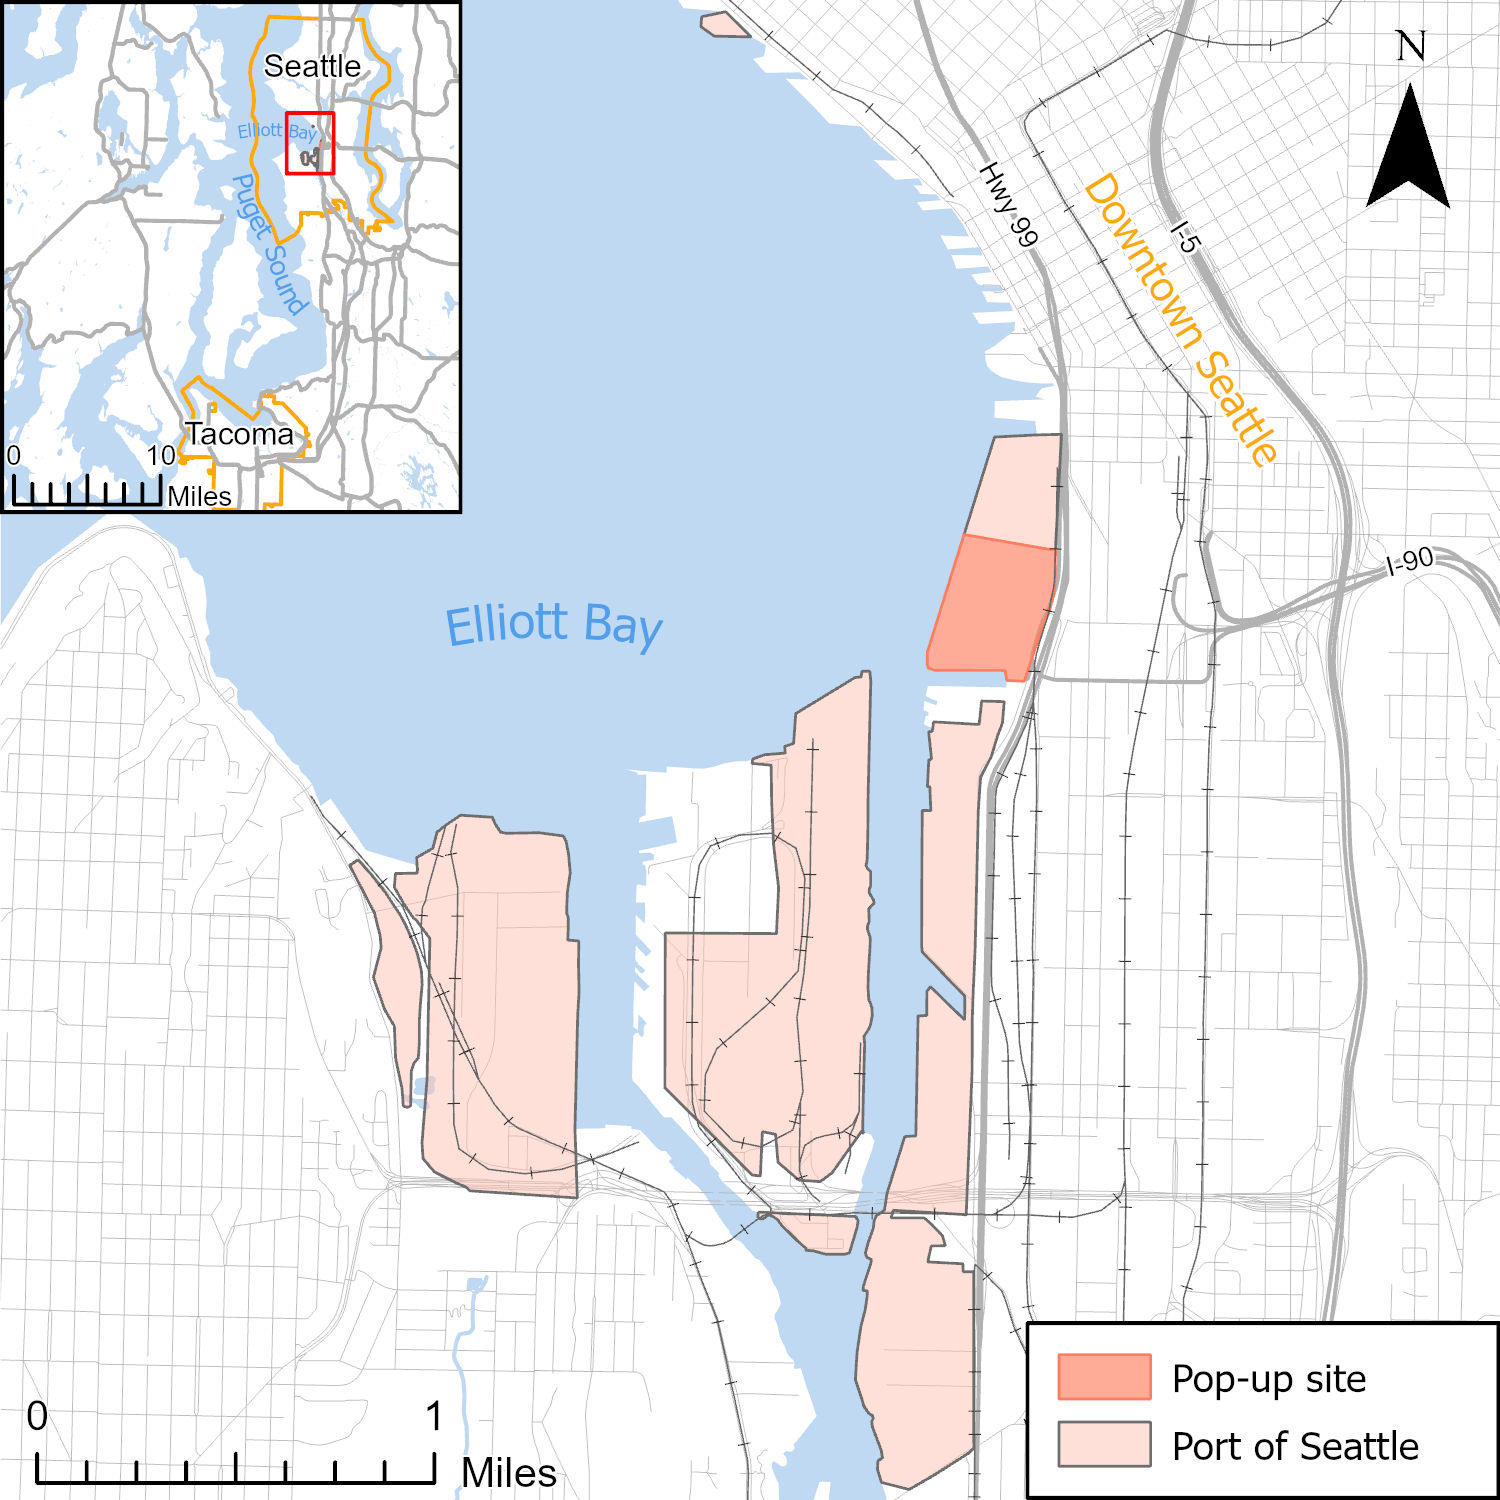 Seattle
Elliott Bay
Puget Sound
Tacoma
0 10
Miles
N
Hwy 99
I-5
Downtown Seattle
I-90
Elliott Bay
0 1
Miles
Pop-up site
Port of Seattle